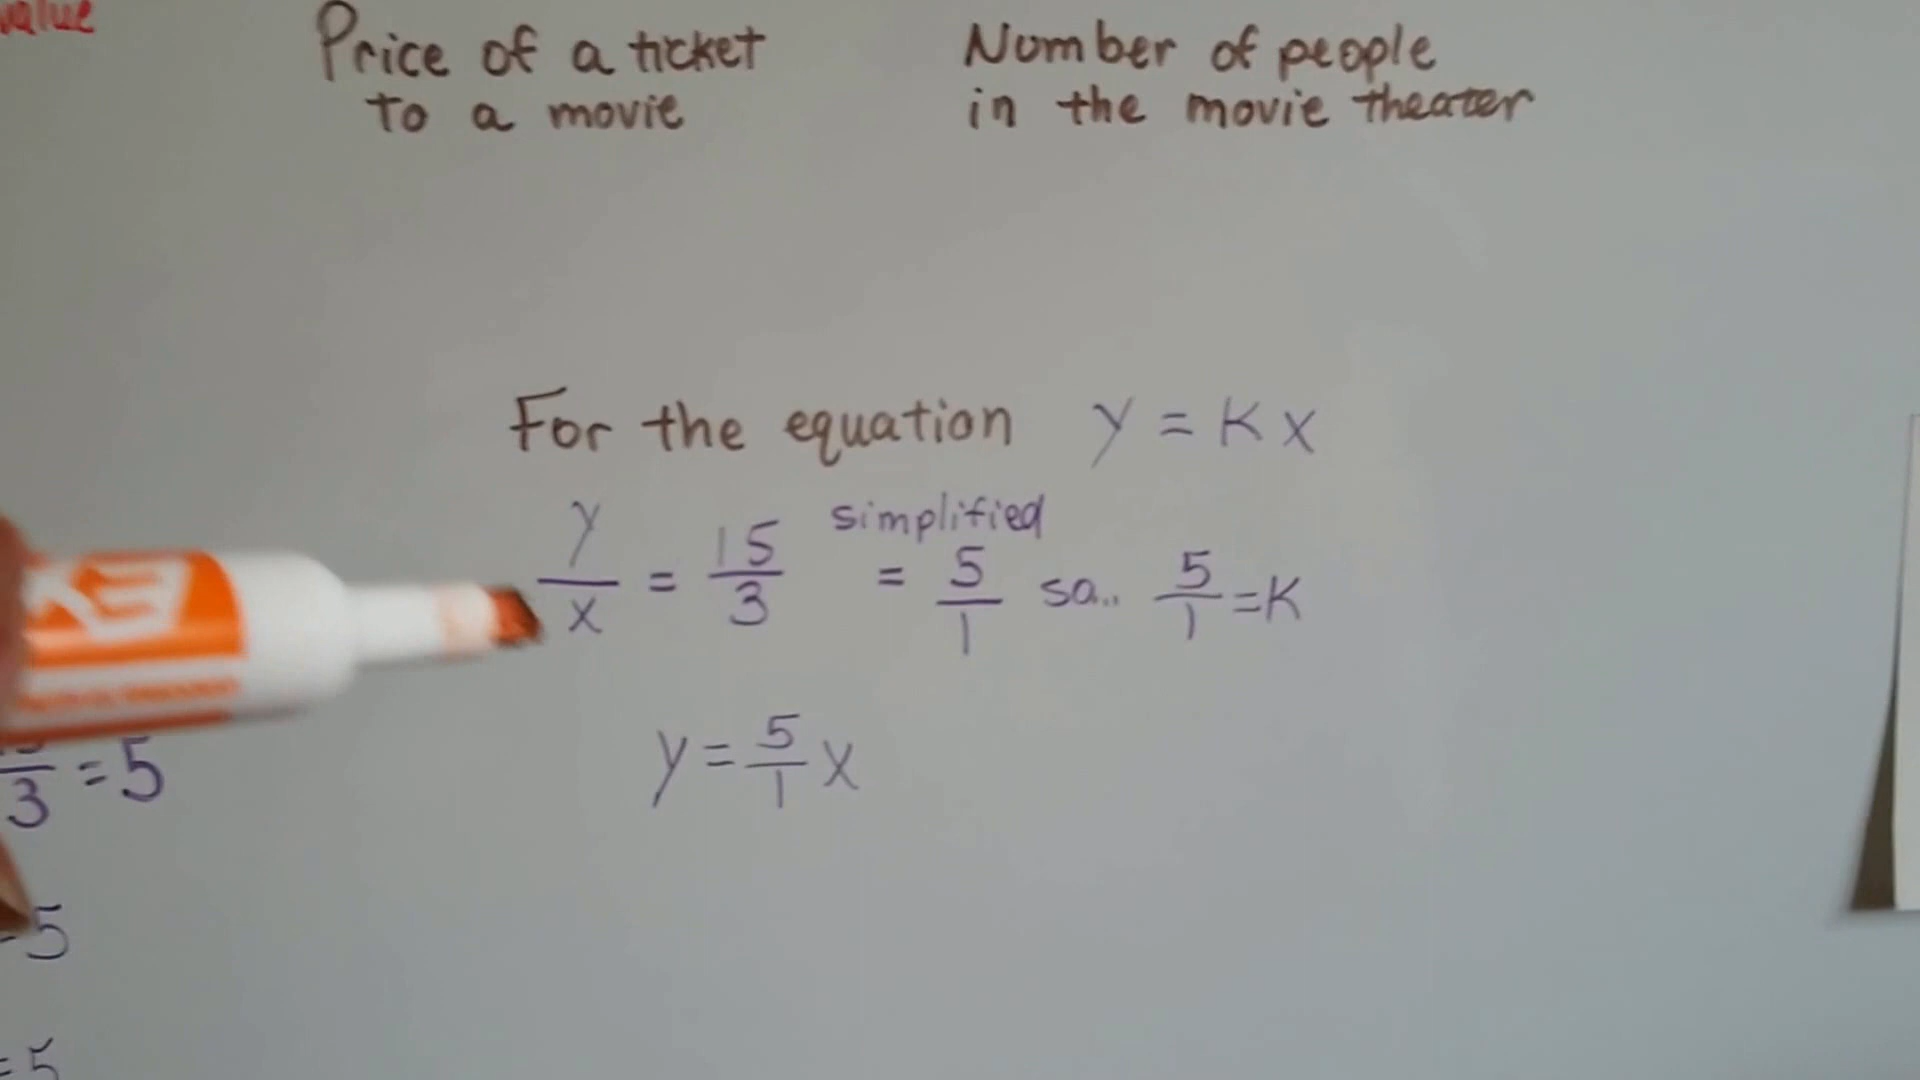 value
Price of a ticket
to a movie
Number of people
in the movie theater
For the equation y = Kx
y/x = 15/3 simplified = 5/1 so.. 5/1 = K
y = 5/1 x
/3 = 5
5
= 5